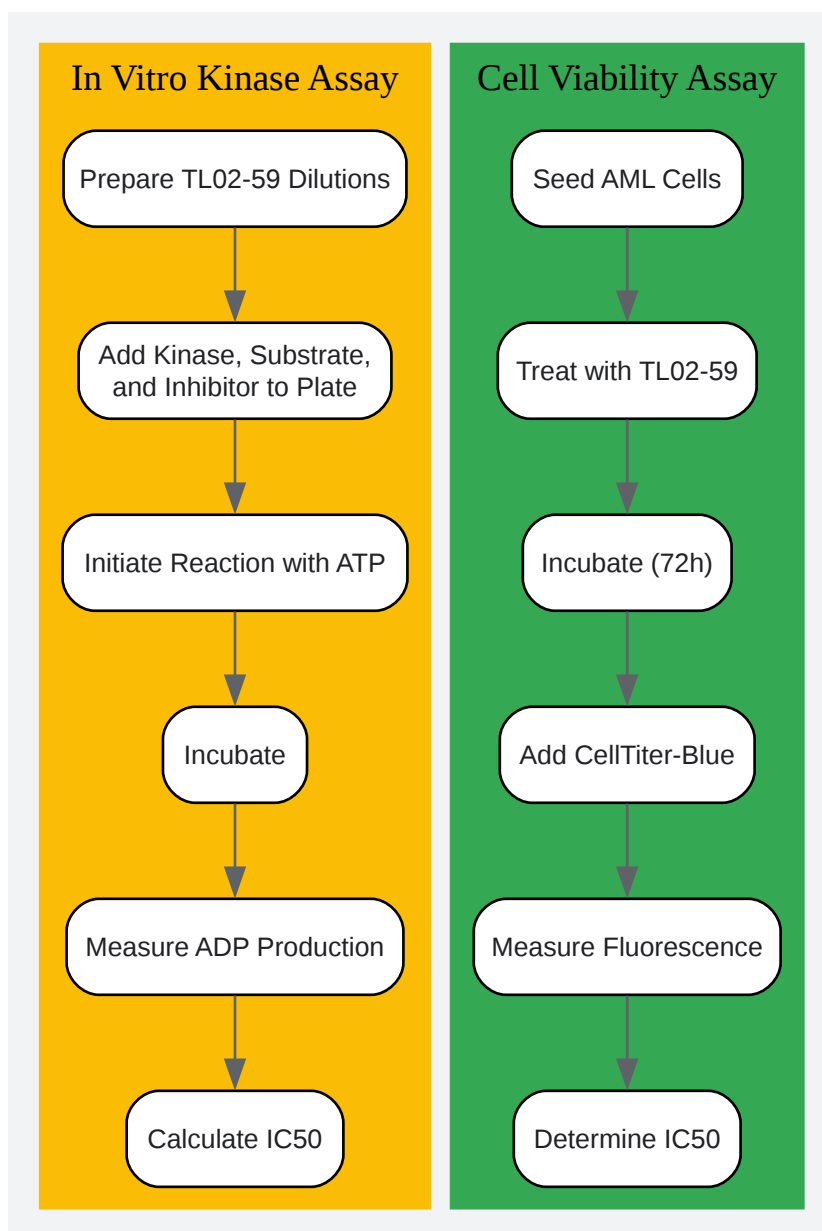 In Vitro Kinase Assay
Prepare TL02-59 Dilutions
Add Kinase, Substrate,
and Inhibitor to Plate
Initiate Reaction with ATP
Incubate
Measure ADP Production
Calculate IC50
Cell Viability Assay
Seed AML Cells
Treat with TL02-59
Incubate (72h)
Add CellTiter-Blue
Measure Fluorescence
Determine IC50